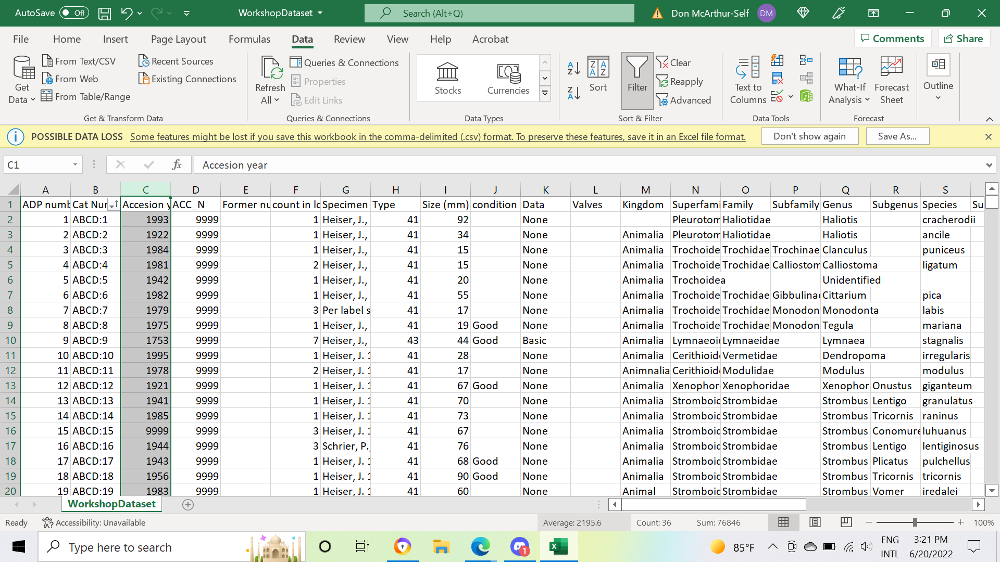 AutoSave Off WorkshopDataset Search (Alt+Q) Don McArthur-Self DM
File Home Insert Page Layout Formulas Data Review View Help Acrobat Comments Share
Get Data From Text/CSV From Web From Table/Range Recent Sources Existing Connections
Get & Transform Data
Refresh All Queries & Connections Properties Edit Links
Queries & Connections
Stocks Currencies
Data Types
Sort Filter Clear Reapply Advanced
Sort & Filter
Text to Columns
Data Tools
What-If Analysis Forecast Sheet
Forecast
Outline
POSSIBLE DATA LOSS Some features might be lost if you save this workbook in the comma-delimited (.csv) format. To preserve these features, save it in an Excel file format. Don't show again Save As...
C1 fx Accesion year
A B C D E F G H I J K L M N O P Q R S
1 ADP numb Cat Nur Accesion y ACC_N Former nu count in lo Specimen Type Size (mm) condition Data Valves Kingdom Superfami Family Subfamily Genus Subgenus Species Su
2 1 ABCD:1 1993 9999 1 Heiser, J., 41 92 None Pleurotom Haliotidae Haliotis cracherodii
3 2 ABCD:2 1922 9999 1 Heiser, J., 41 34 None Animalia Pleurotom Haliotidae Haliotis ancile
4 3 ABCD:3 1984 9999 1 Heiser, J., 41 15 None Animalia Trochoide Trochidae Trochinae Clanculus puniceus
5 4 ABCD:4 1981 9999 2 Heiser, J., 41 15 None Animalia Trochoide Trochidae Calliostom Calliostoma ligatum
6 5 ABCD:5 1942 9999 1 Heiser, J., 41 20 None Animalia Trochoidea Unidentified
7 6 ABCD:6 1982 9999 1 Heiser, J., 41 55 None Animalia Trochoide Trochidae Gibbulinae Cittarium pica
8 7 ABCD:7 1979 9999 3 Per label s 41 17 None Animalia Trochoide Trochidae Monodon Monodonta labis
9 8 ABCD:8 1975 9999 1 Heiser, J., 41 19 Good None Animalia Trochoide Trochidae Monodon Tegula mariana
10 9 ABCD:9 1753 9999 7 Heiser, J., 43 44 Good Basic Animalia Lymnaeoi Lymnaeidae Lymnaea stagnalis
11 10 ABCD:10 1995 9999 1 Heiser, J. 1 41 28 None Animalia Cerithioid Vermetidae Dendropoma irregularis
12 11 ABCD:11 1978 9999 2 Heiser, J. 1 41 17 None Animnalia Cerithioid Modulidae Modulus modulus
13 12 ABCD:12 1921 9999 1 Heiser, J. 1 41 67 Good None Animalia Xenophor Xenophoridae Xenophora Onustus giganteum
14 13 ABCD:13 1941 9999 1 Heiser, J. 1 41 70 None Animalia Stromboid Strombidae Strombus Lentigo granulatus
15 14 ABCD:14 1985 9999 1 Heiser, J. 1 41 73 None Animalia Stromboid Strombidae Strombus Tricornis raninus
16 15 ABCD:15 9999 9999 3 Heiser, J. 1 41 67 None Animalia Stromboid Strombidae Strombus Conomure luhuanus
17 16 ABCD:16 1944 9999 3 Schrier, P., 41 76 None Animalia Stromboid Strombidae Strombus Lentigo lentiginosus
18 17 ABCD:17 1943 9999 1 Heiser, J. 1 41 68 Good None Animalia Stromboid Strombidae Strombus Plicatus pulchellus
19 18 ABCD:18 1956 9999 1 Heiser, J. 1 41 90 Good None Animalia Stromboid Strombidae Strombus Tricornis tricornis
20 19 ABCD:19 1983 9999 1 Heiser, J. 1 41 60 None Animal Stromboid Strombidae Strombus Vomer iredalei
WorkshopDataset
Ready Accessibility: Unavailable Average: 2195.6 Count: 36 Sum: 76846 100%
Type here to search 1 85°F ENG INTL 3:21 PM 6/20/2022